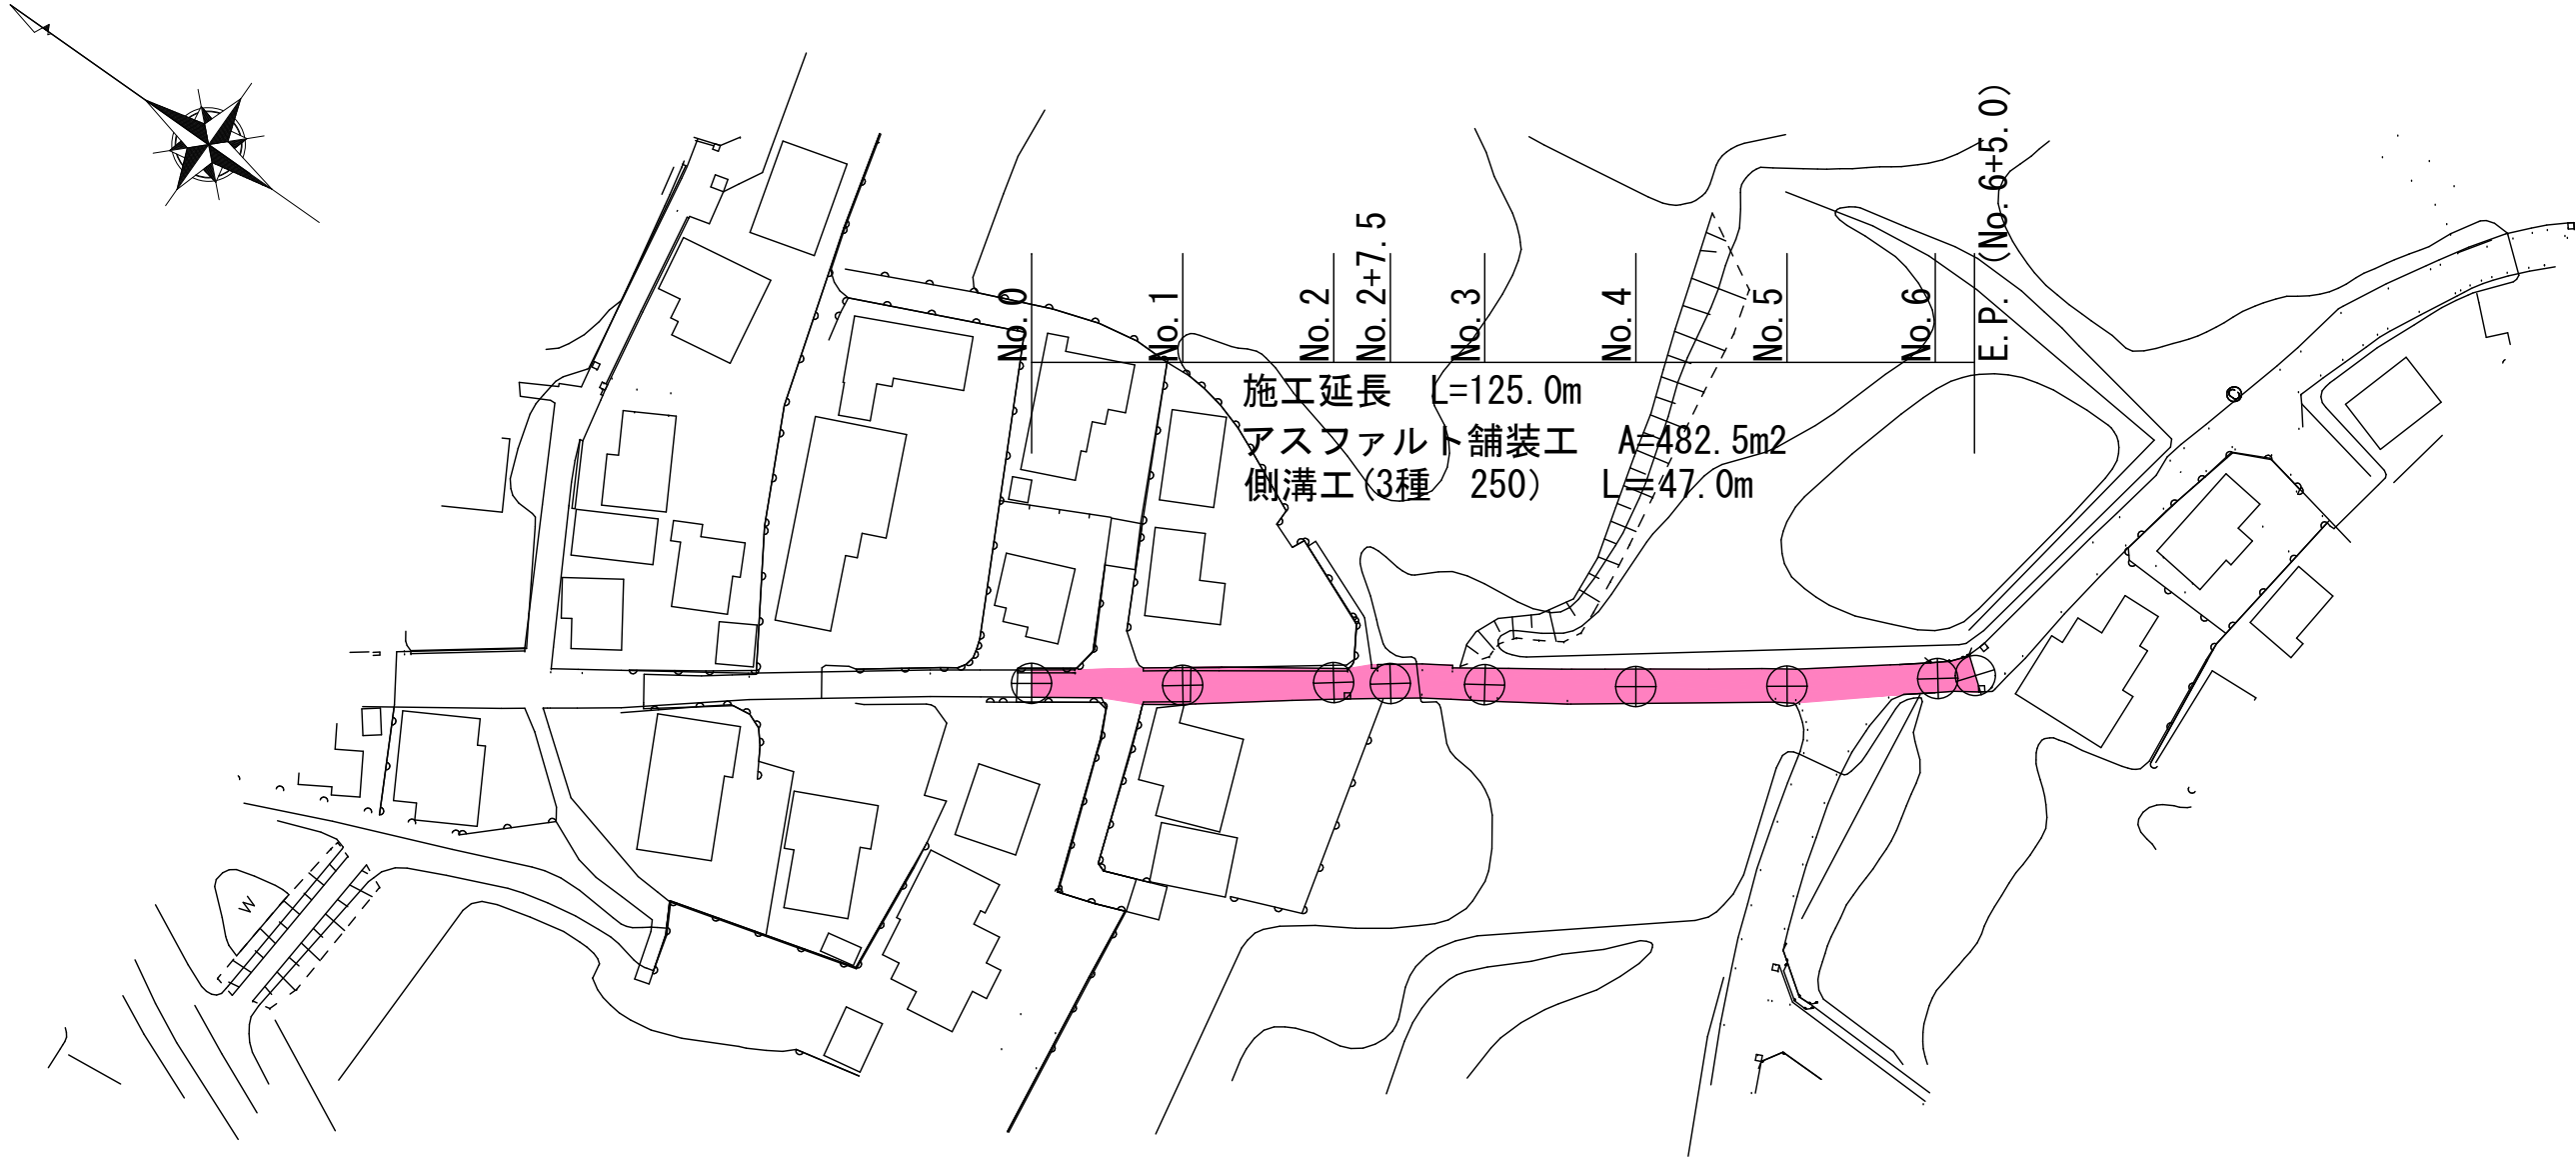 No.0
No.1
No.2
No.2+7.5
No.3
No.4
No.5
No.6
E.P.(No.6+5.0)
施工延長　L=125.0m
アスファルト舗装工　A=482.5m2
側溝工(3種　250)　L=47.0m
W